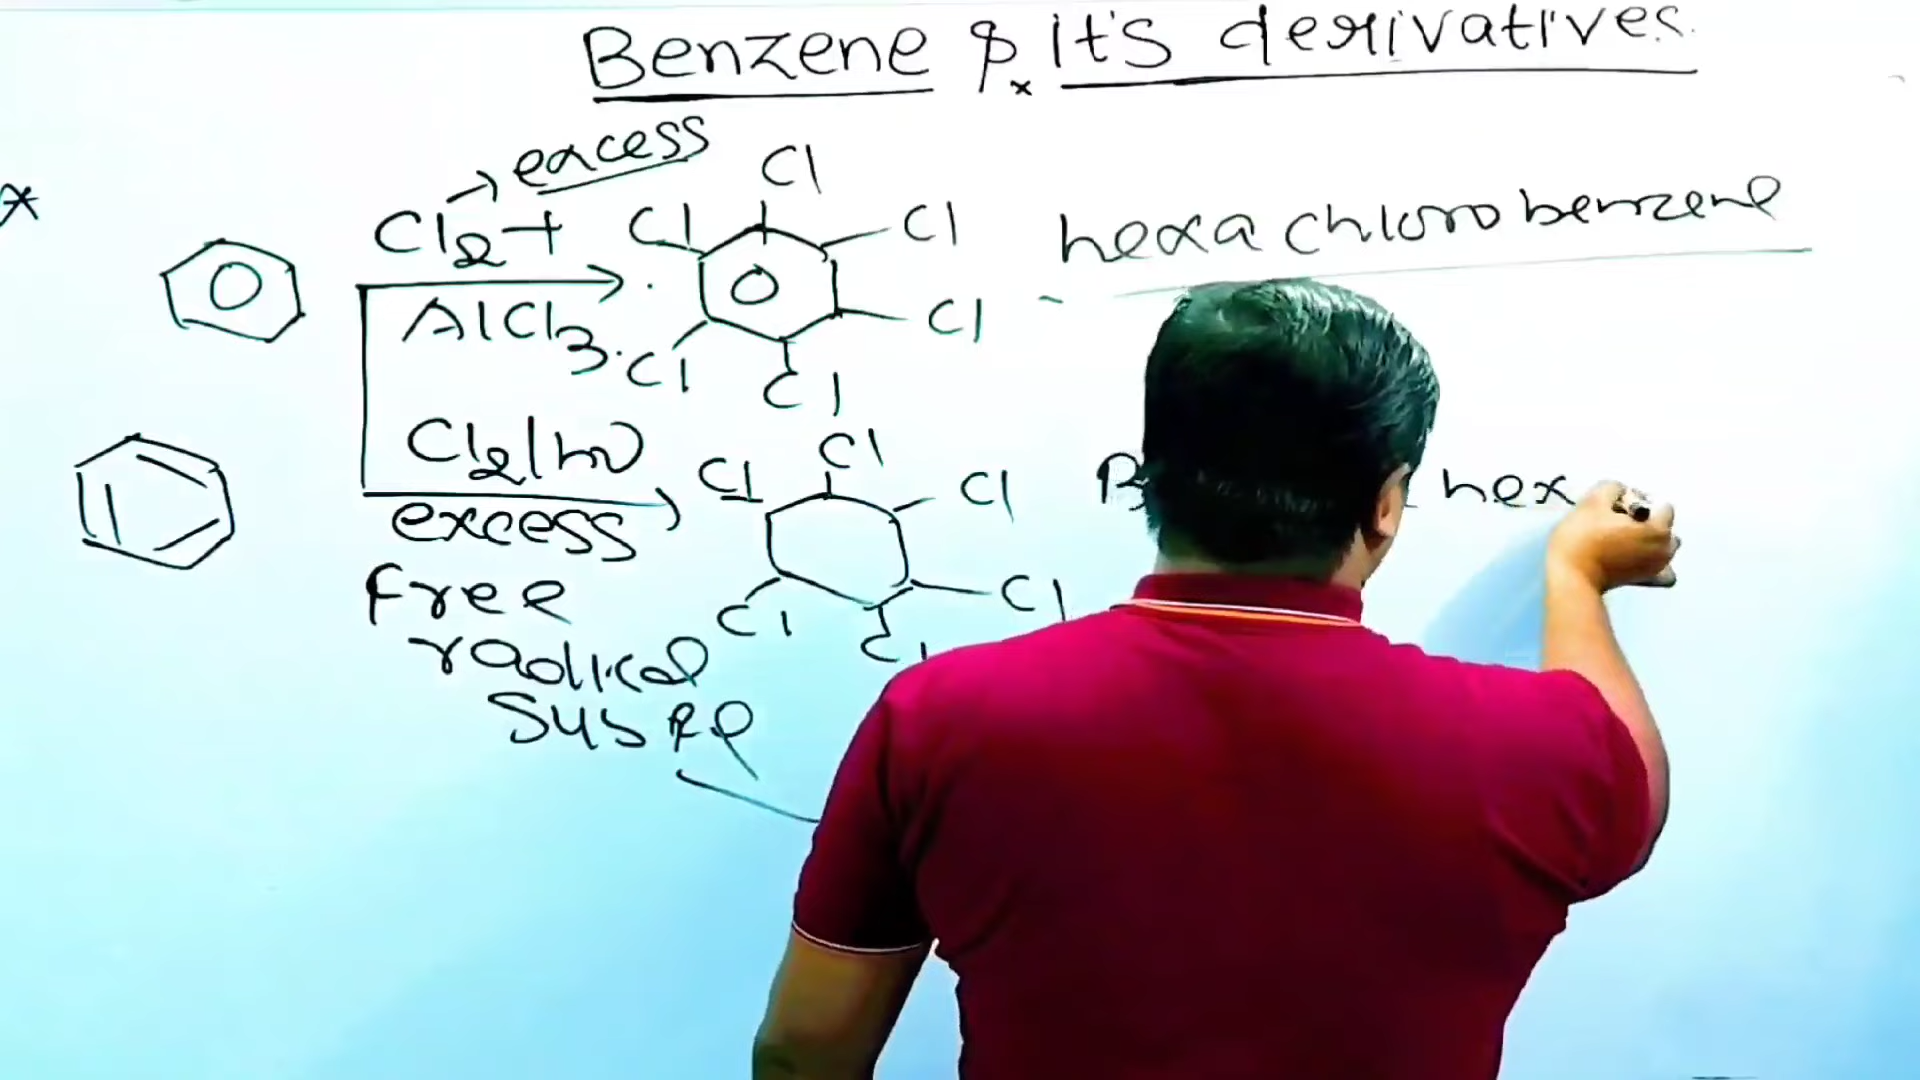 Benzene & It's derivatives.
excess
Cl₂ +
AlCl₃.
Cl
Cl
Cl
Cl
Cl
Cl
hexa chloro benzene
Cl₂/hν
excess
free
radical
Cl
Cl
Cl
Cl
Cl
Cl
hex